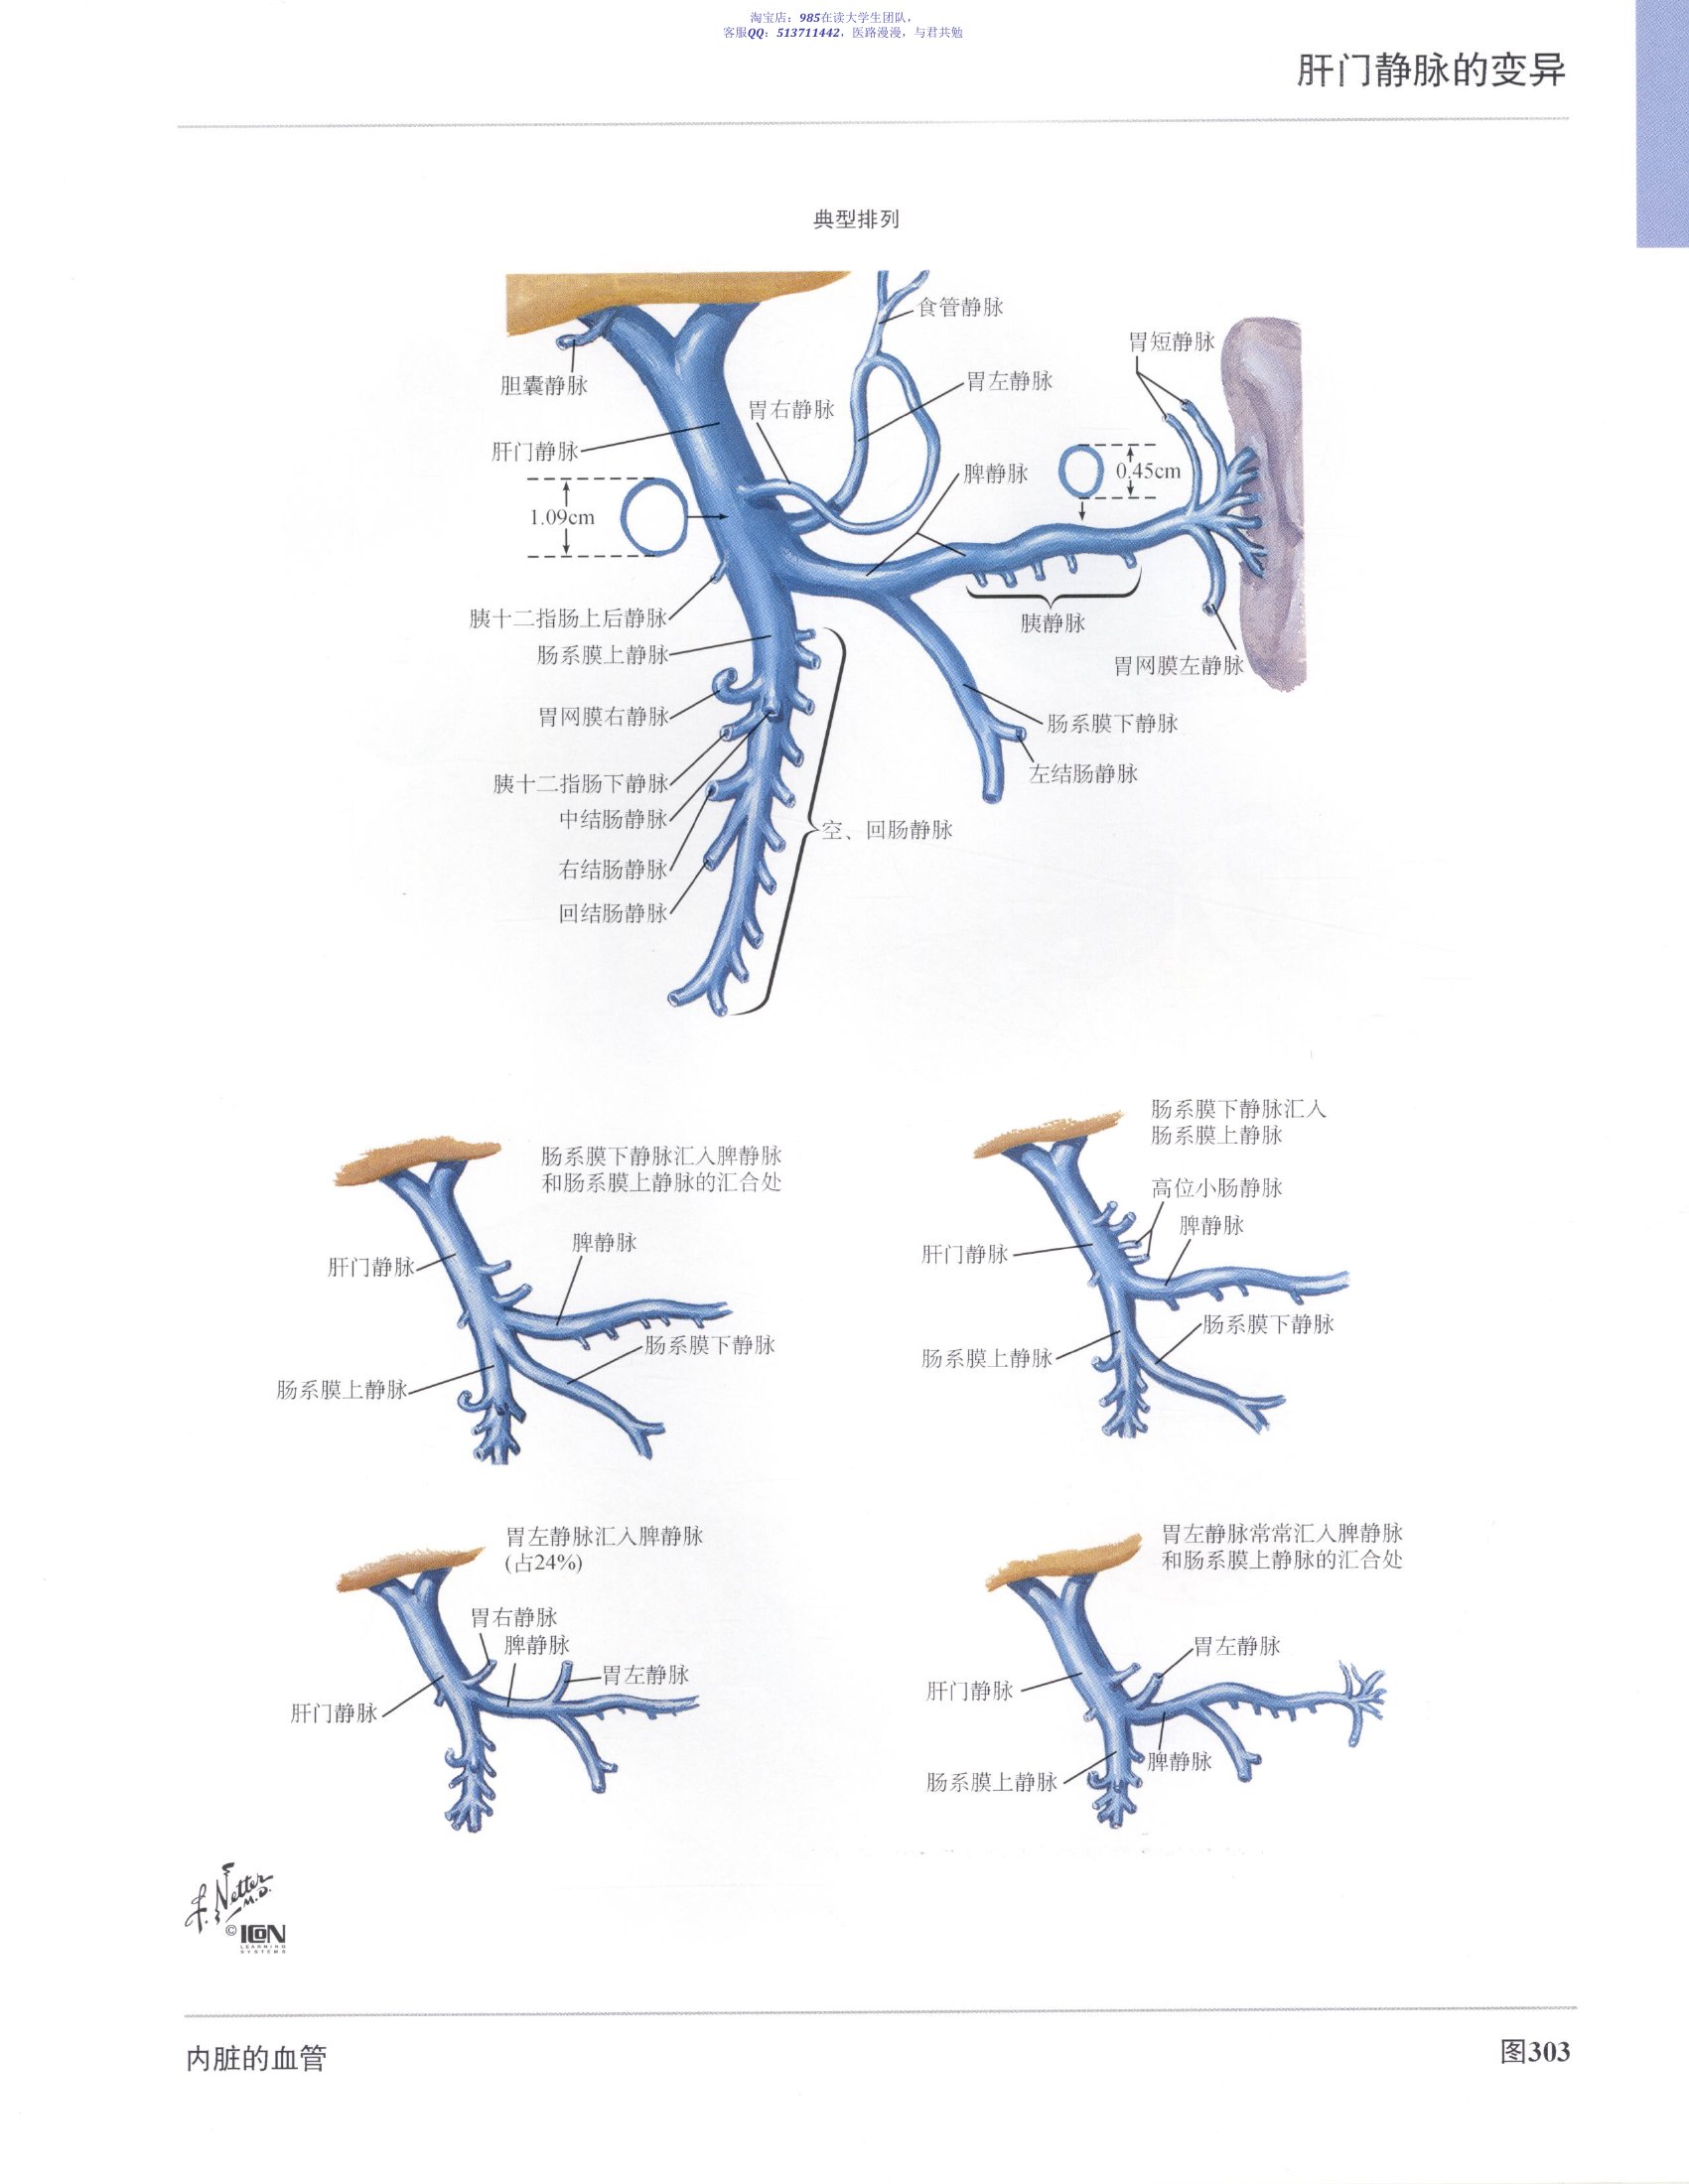 淘宝店：985在读大学生团队，
客服QQ：513711442，医路漫漫，与君共勉
肝门静脉的变异
典型排列
食管静脉
胃短静脉
胆囊静脉
胃左静脉
胃右静脉
肝门静脉
脾静脉
0.45cm
1.09cm
胰十二指肠上后静脉
胰静脉
肠系膜上静脉
胃网膜左静脉
胃网膜右静脉
肠系膜下静脉
胰十二指肠下静脉
左结肠静脉
中结肠静脉
空、回肠静脉
右结肠静脉
回结肠静脉
肠系膜下静脉汇入脾静脉
和肠系膜上静脉的汇合处
脾静脉
肝门静脉
肠系膜下静脉
肠系膜上静脉
肠系膜下静脉汇入
肠系膜上静脉
高位小肠静脉
脾静脉
肝门静脉
肠系膜下静脉
肠系膜上静脉
胃左静脉汇入脾静脉
(占24%)
胃右静脉
脾静脉
胃左静脉
肝门静脉
胃左静脉常常汇入脾静脉
和肠系膜上静脉的汇合处
胃左静脉
肝门静脉
脾静脉
肠系膜上静脉
F. Netter
M.D.
© ICON
LEARNING
SYSTEMS
内脏的血管
图303